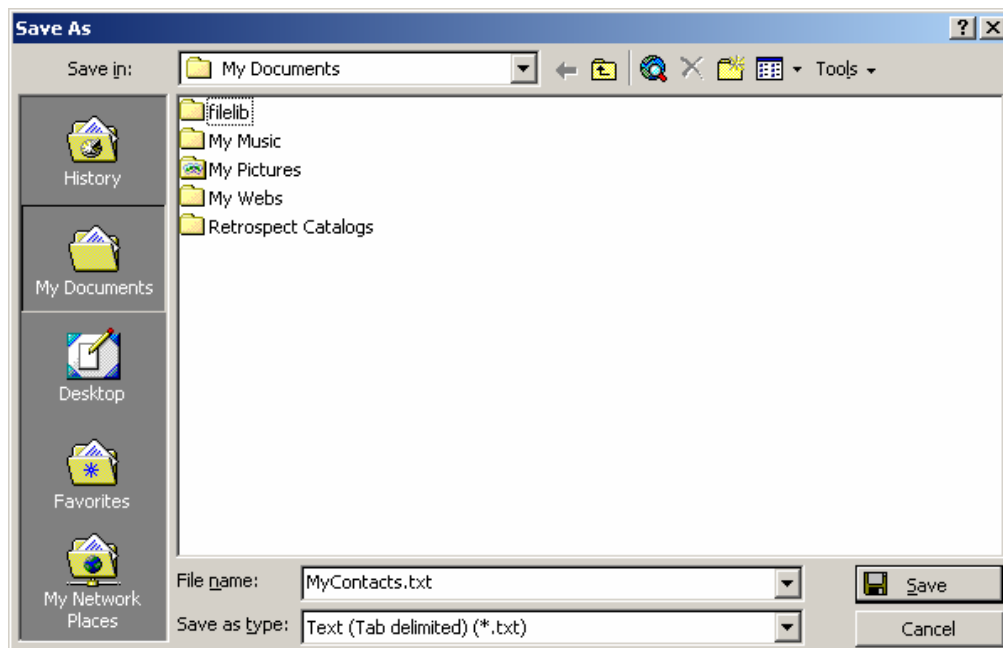 Save As
Save in:
My Documents
Tools
History
My Documents
Desktop
Favorites
My Network
Places
filelib
My Music
My Pictures
My Webs
Retrospect Catalogs
File name:
MyContacts.txt
Save
Save as type:
Text (Tab delimited) (*.txt)
Cancel